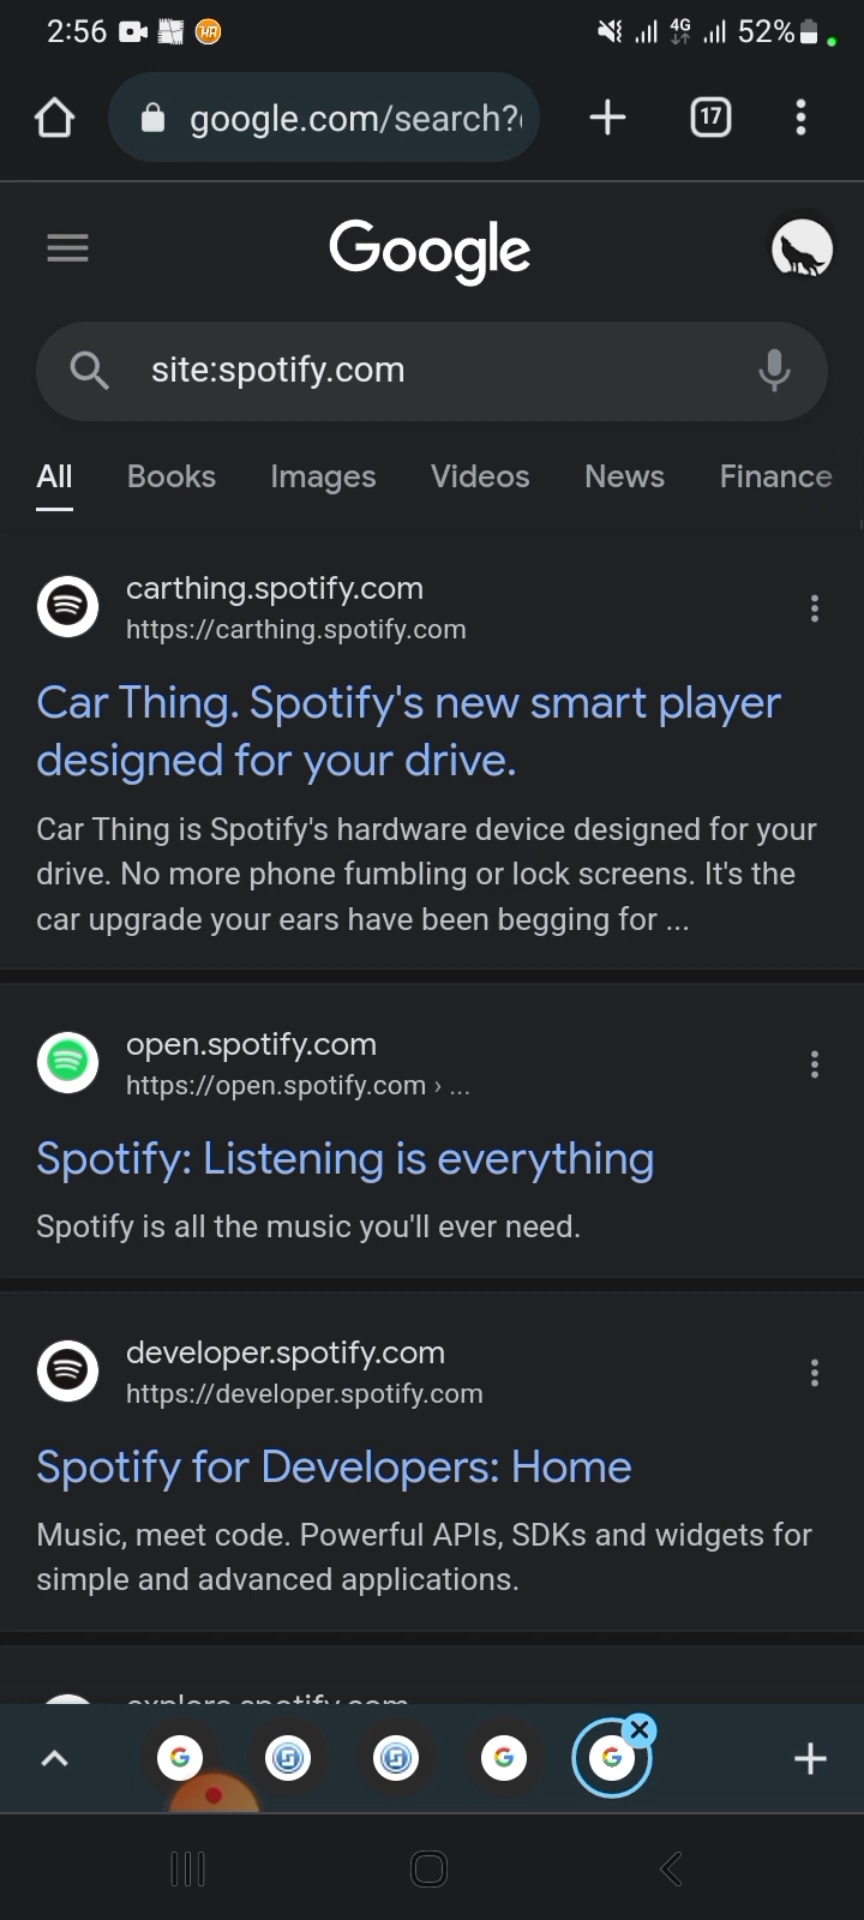 2:56 HR 4G 52%
google.com/search?
17
Google
site:spotify.com
All Books Images Videos News Finance
carthing.spotify.com
https://carthing.spotify.com
Car Thing. Spotify's new smart player
designed for your drive.
Car Thing is Spotify's hardware device designed for your
drive. No more phone fumbling or lock screens. It's the
car upgrade your ears have been begging for ...
open.spotify.com
https://open.spotify.com › ...
Spotify: Listening is everything
Spotify is all the music you'll ever need.
developer.spotify.com
https://developer.spotify.com
Spotify for Developers: Home
Music, meet code. Powerful APIs, SDKs and widgets for
simple and advanced applications.
explore.spotify.com